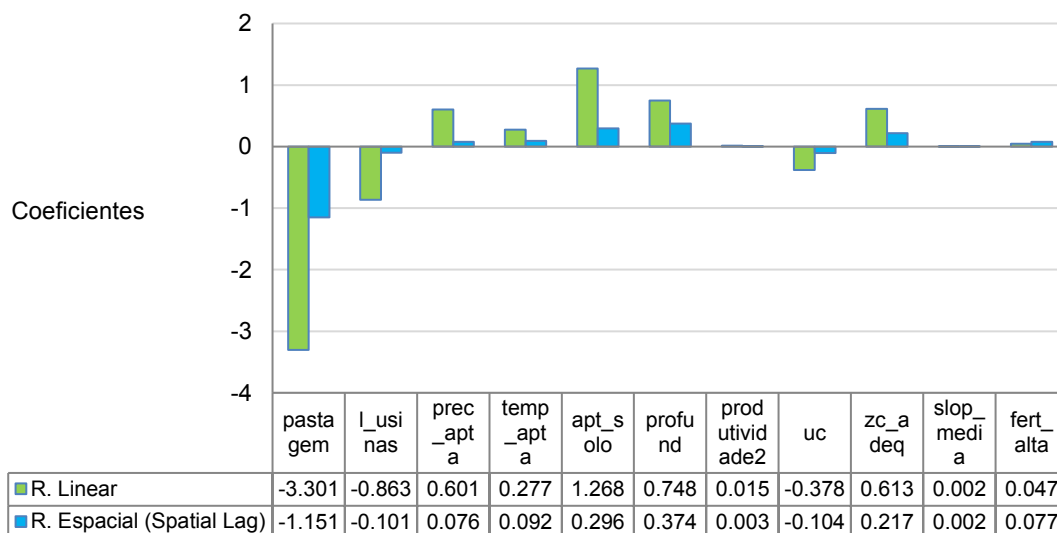 2
1
0
-1
-2
-3
-4
Coeficientes
pasta
gem
l_usi
nas
prec
_apt
a
temp
_apt
a
apt_s
olo
profu
nd
prod
utivid
ade2
uc
zc_a
deq
slop_
medi
a
fert_
alta
R. Linear -3.301 -0.863 0.601 0.277 1.268 0.748 0.015 -0.378 0.613 0.002 0.047
R. Espacial (Spatial Lag) -1.151 -0.101 0.076 0.092 0.296 0.374 0.003 -0.104 0.217 0.002 0.077